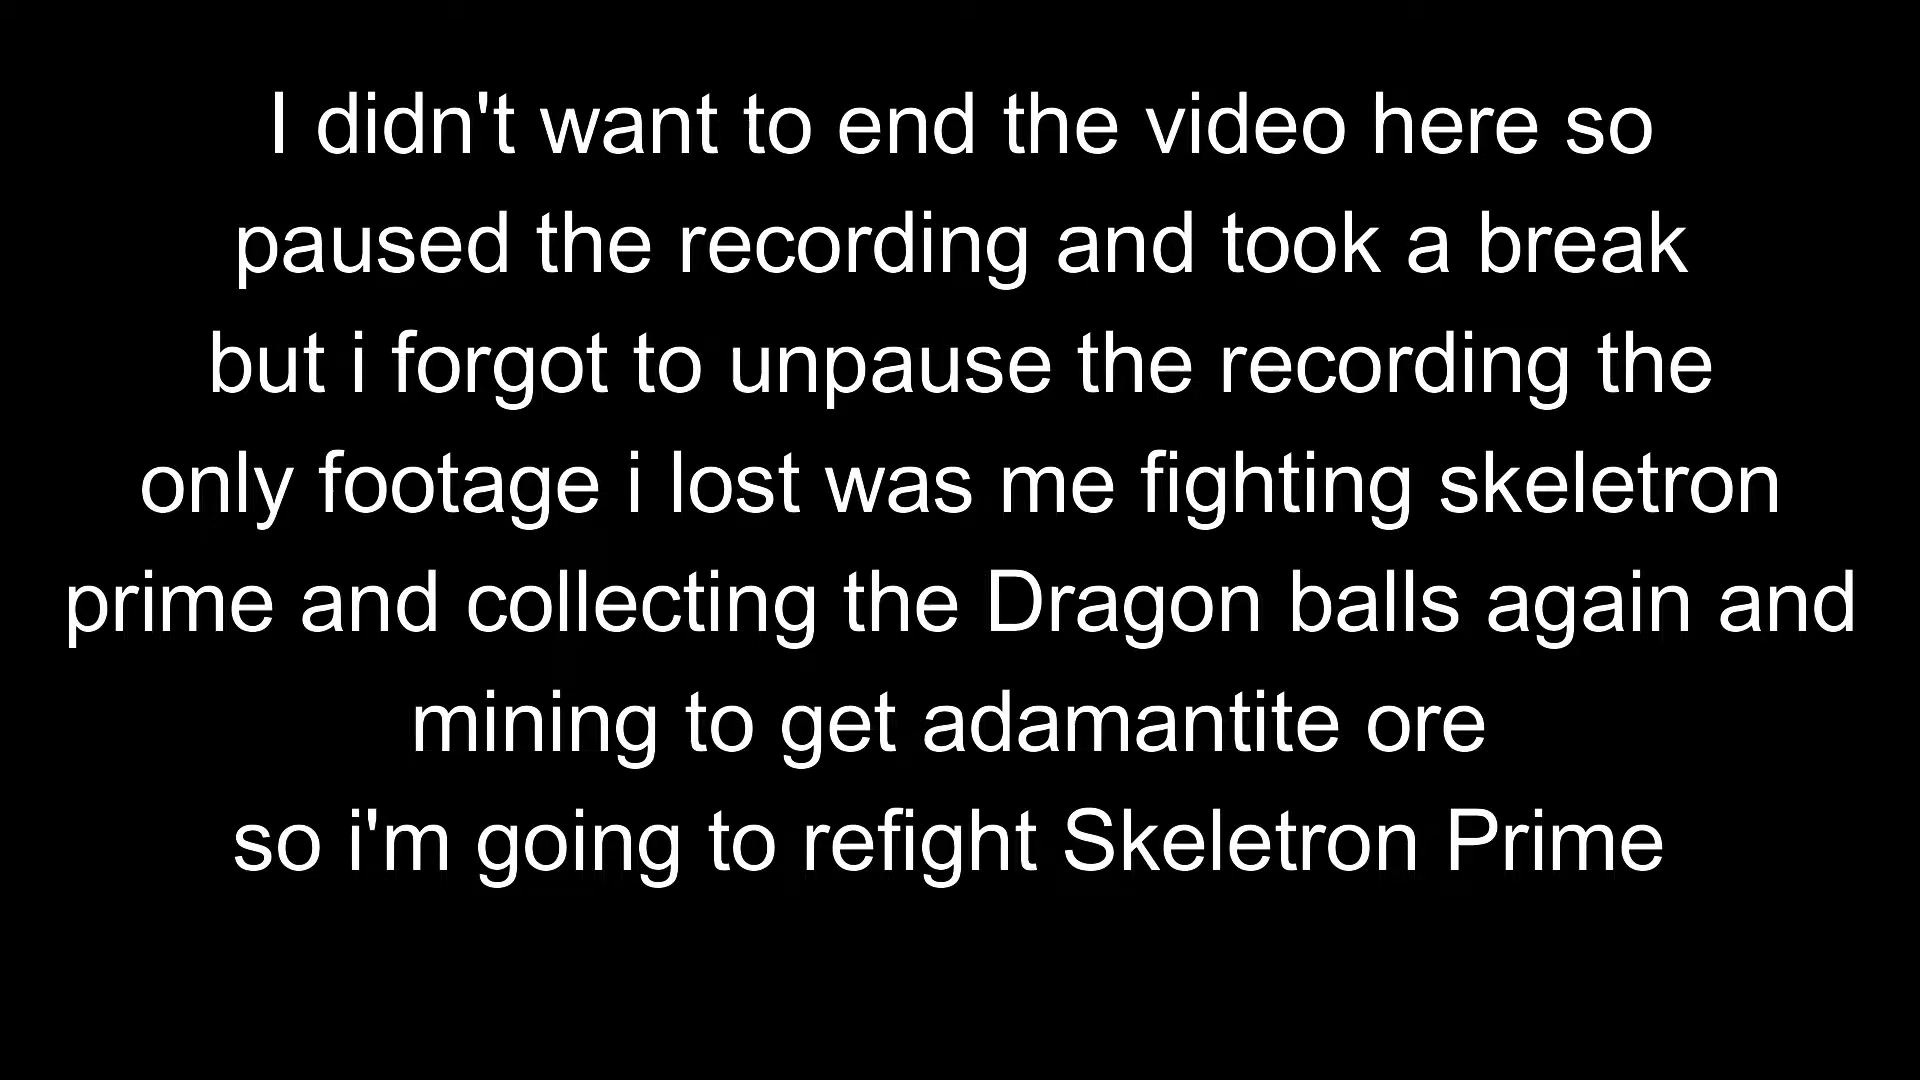 I didn't want to end the video here so
paused the recording and took a break
but i forgot to unpause the recording the
only footage i lost was me fighting skeletron
prime and collecting the Dragon balls again and
mining to get adamantite ore
so i'm going to refight Skeletron Prime